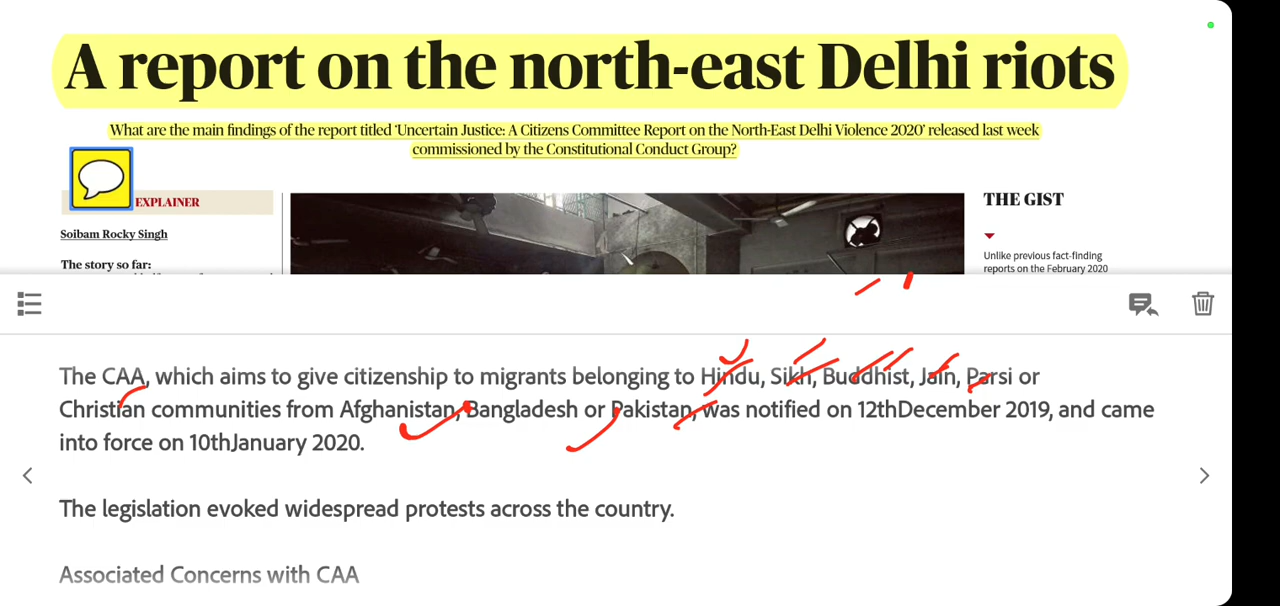 A report on the north-east Delhi riots
What are the main findings of the report titled ‘Uncertain Justice: A Citizens Committee Report on the North-East Delhi Violence 2020’ released last week
commissioned by the Constitutional Conduct Group?
EXPLAINER
Soibam Rocky Singh
The story so far:
THE GIST
Unlike previous fact-finding
reports on the February 2020
The CAA, which aims to give citizenship to migrants belonging to Hindu, Sikh, Buddhist, Jain, Parsi or
Christian communities from Afghanistan, Bangladesh or Pakistan, was notified on 12thDecember 2019, and came
into force on 10thJanuary 2020.
The legislation evoked widespread protests across the country.
Associated Concerns with CAA